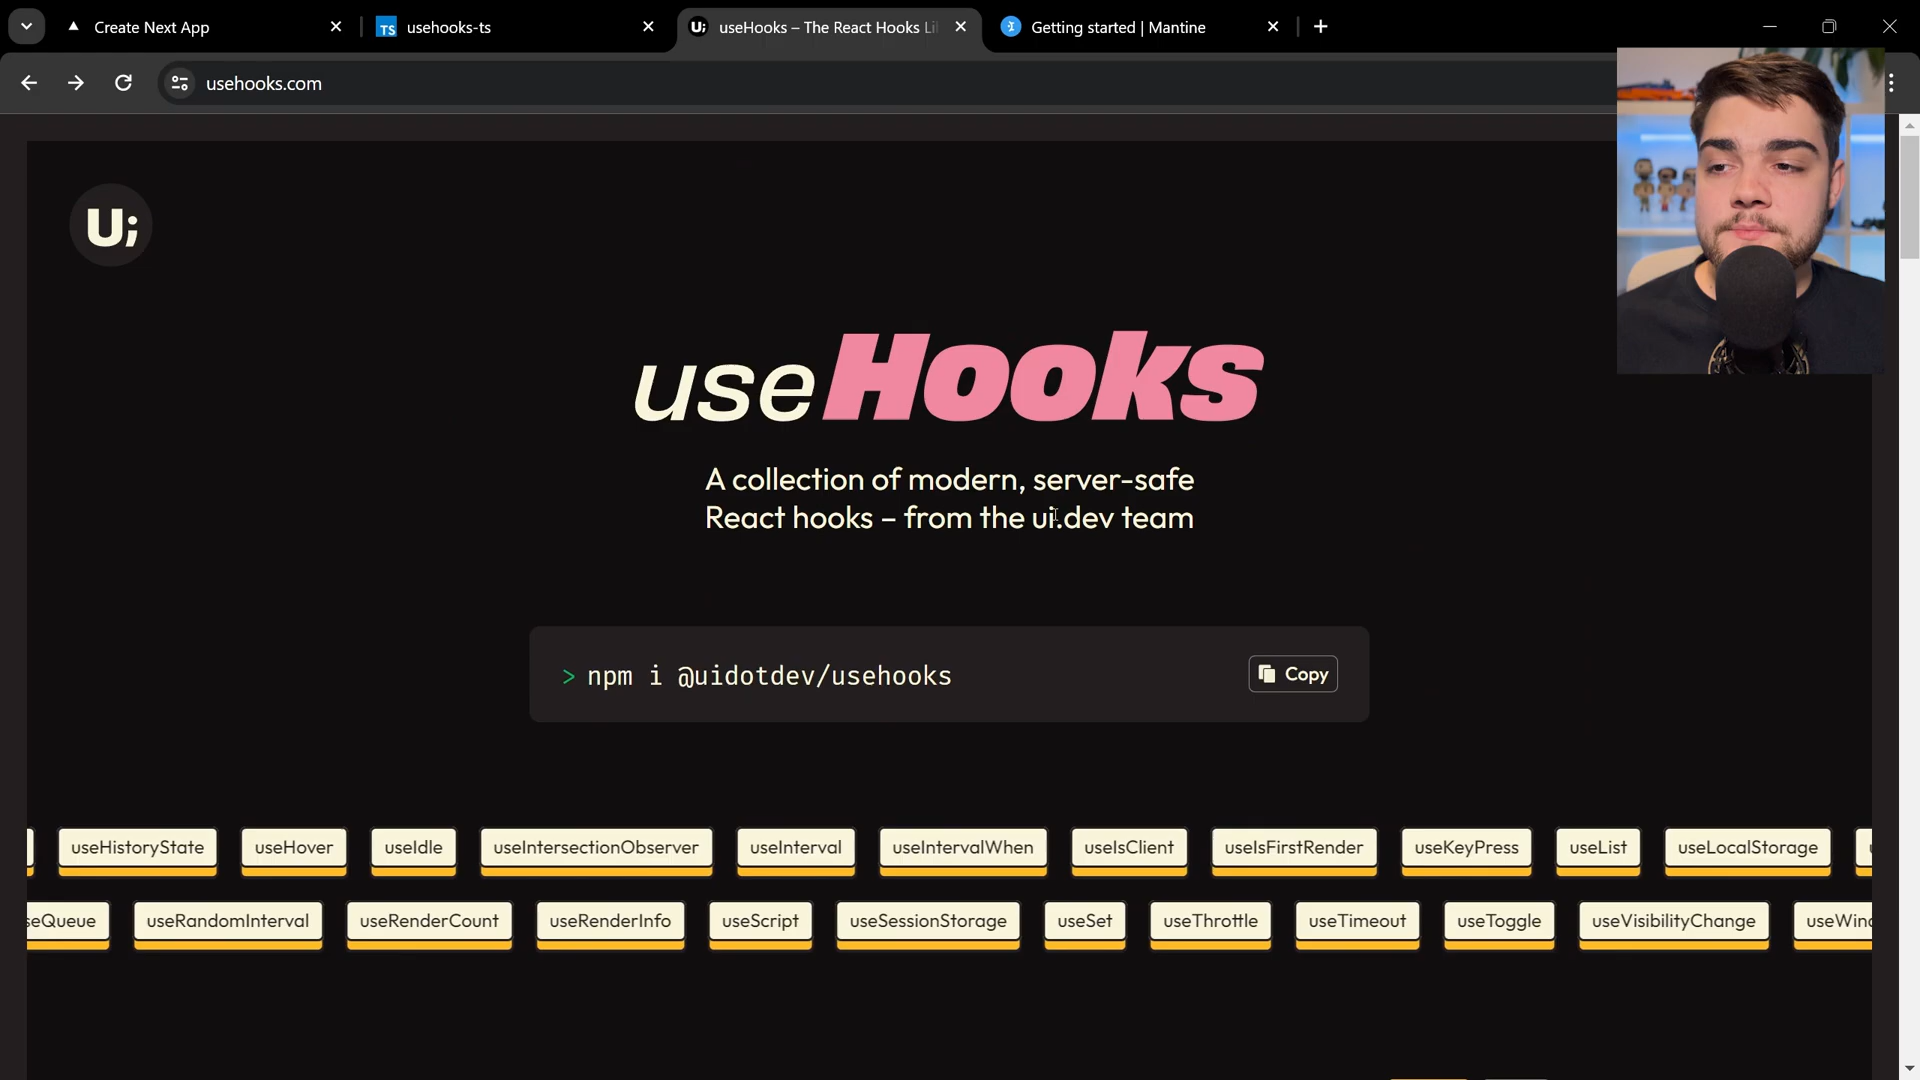 Create Next App
usehooks-ts
useHooks – The React Hooks Li
Getting started | Mantine
usehooks.com
U;
useHooks
A collection of modern, server-safe
React hooks – from the ui.dev team
> npm i @uidotdev/usehooks
Copy
useHistoryState useHover useIdle useIntersectionObserver useInterval useIntervalWhen useIsClient useIsFirstRender useKeyPress useList useLocalStorage
seQueue useRandomInterval useRenderCount useRenderInfo useScript useSessionStorage useSet useThrottle useTimeout useToggle useVisibilityChange useWind